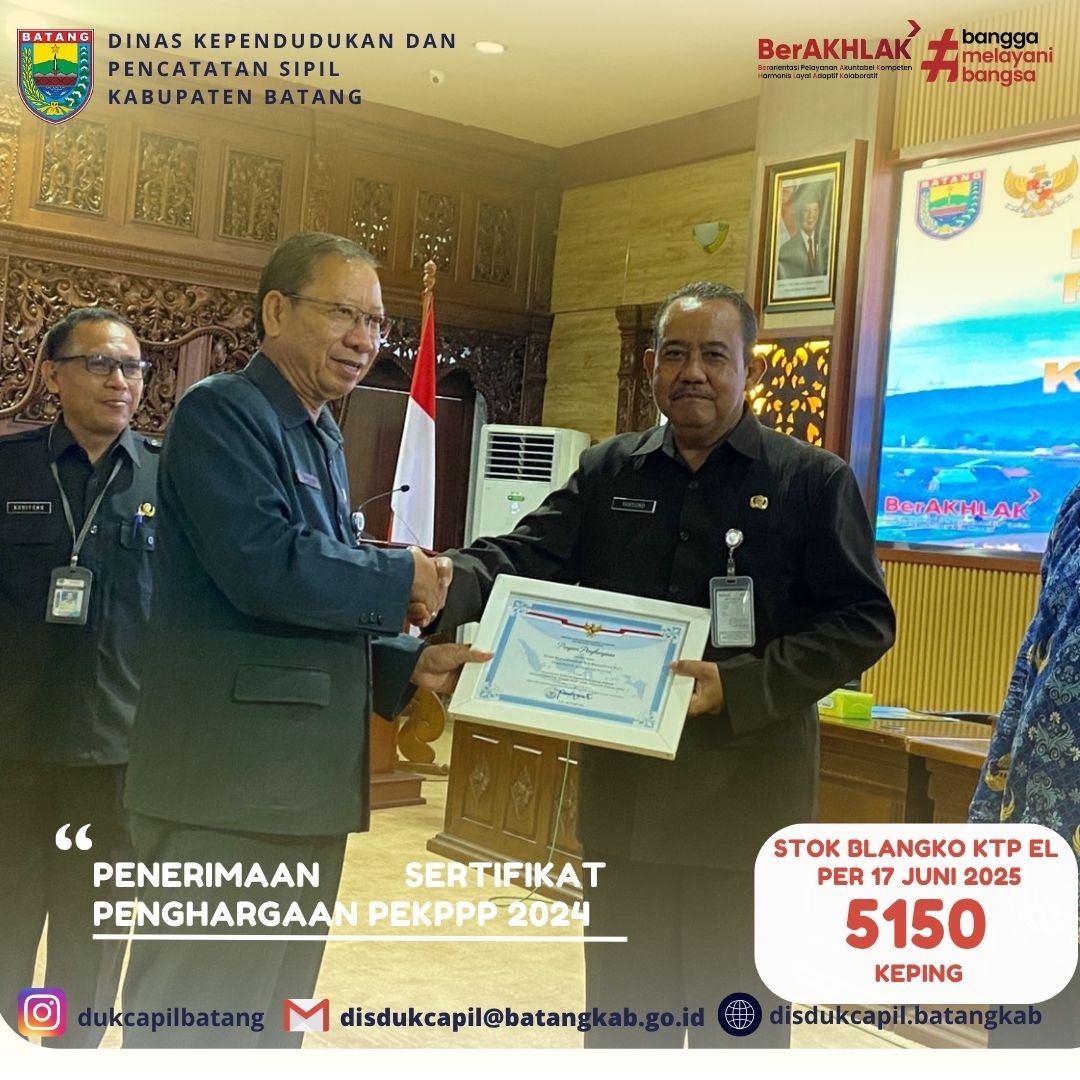 BATANG
DINAS KEPENDUDUKAN DAN
PENCATATAN SIPIL
KABUPATEN BATANG
BerAKHLAK
Berorientasi Pelayanan Akuntabel Kompeten
Harmonis Loyal Adaptif Kolaboratif
#bangga
melayani
bangsa
BATANG
BerAKHLAK
Piagam Penghargaan
“
PENERIMAAN SERTIFIKAT
PENGHARGAAN PEKPPP 2024
STOK BLANGKO KTP EL
PER 17 JUNI 2025
5150
KEPING
dukcapilbatang
disdukcapil@batangkab.go.id
disdukcapil.batangkab